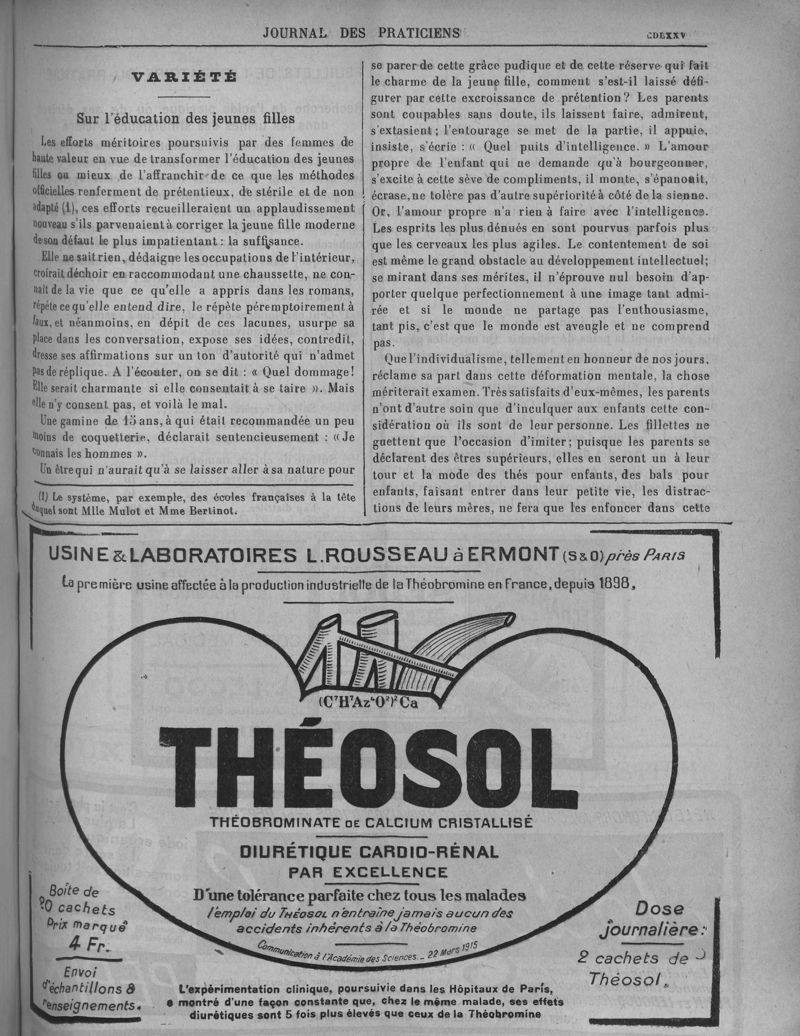 JOURNAL DES PRATICIENS
CDLXXV
VARIÉTÉ
Sur l'éducation des jeunes filles
Les efforts méritoires poursuivis par des femmes de
haute valeur en vue de transformer l'éducation des jeunes
filles ou mieux de l'affranchir de ce que les méthodes
officielles renferment de prétentieux, de stérile et de non
adapté (1), ces efforts recueilleraient un applaudissement
nouveau s'ils parvenaient à corriger la jeune fille moderne
de son défaut le plus impatientant : la suffisance.
Elle ne sait rien, dédaigne les occupations de l'intérieur,
croirait déchoir en raccommodant une chaussette, ne con-
naît de la vie que ce qu'elle a appris dans les romans,
répète ce qu'elle entend dire, le répète péremptoirement à
faux, et néanmoins, en dépit de ces lacunes, usurpe sa
place dans les conversation, expose ses idées, contredit,
dresse ses affirmations sur un ton d'autorité qui n'admet
pas de réplique. A l'écouter, on se dit : « Quel dommage!
Elle serait charmante si elle consentait à se taire ». Mais
elle n'y consent pas, et voilà le mal.
Une gamine de 15 ans, à qui était recommandée un peu
moins de coquetterie, déclarait sentencieusement : « Je
connais les hommes ».
Un être qui n'aurait qu'à se laisser aller à sa nature pour
(1) Le système, par exemple, des écoles françaises à la tête
duquel sont Mlle Mulot et Mme Bertinot.
se parer de cette grâce pudique et de cette réserve qui fait
le charme de la jeune fille, comment s'est-il laissé défi-
gurer par cette excroissance de prétention? Les parents
sont coupables sans doute, ils laissent faire, admirent,
s'extasient ; l'entourage se met de la partie, il appuie,
insiste, s'écrie : « Quel puits d'intelligence. » L'amour
propre de l'enfant qui ne demande qu'à bourgeonner,
s'excite à cette sève de compliments, il monte, s'épanouit,
écrase, ne tolère pas d'autre supériorité à côté de la sienne.
Or, l'amour propre n'a rien à faire avec l'intelligence.
Les esprits les plus dénués en sont pourvus parfois plus
que les cerveaux les plus agiles. Le contentement de soi
est même le grand obstacle au développement intellectuel;
se mirant dans ses mérites, il n'éprouve nul besoin d'ap-
porter quelque perfectionnement à une image tant admi-
rée et si le monde ne partage pas l'enthousiasme,
tant pis, c'est que le monde est aveugle et ne comprend
pas.
Que l'individualisme, tellement en honneur de nos jours,
réclame sa part dans cette déformation mentale, la chose
mériterait examen. Très satisfaits d'eux-mêmes, les parents
n'ont d'autre soin que d'inculquer aux enfants cette con-
sidération où ils sont de leur personne. Les fillettes ne
guettent que l'occasion d'imiter ; puisque les parents se
déclarent des êtres supérieurs, elles en seront un à leur
tour et la mode des thés pour enfants, des bals pour
enfants, faisant entrer dans leur petite vie, les distrac-
tions de leurs mères, ne fera que les enfoncer dans cette
USINE & LABORATOIRES L. ROUSSEAU à ERMONT (S&O) près PARIS
La première usine affectée à la production industrielle de la Théobromine en France, depuis 1898.
(C⁷H⁷Az⁴O²)²Ca
THÉOSOL
THÉOBROMINATE DE CALCIUM CRISTALLISÉ
DIURÉTIQUE CARDIO-RÉNAL
PAR EXCELLENCE
D'une tolérance parfaite chez tous les malades
l'emploi du THÉOSOL n'entraîne jamais aucun des
accidents inhérents à la Théobromine
Communication à l'Académie des Sciences._ 22 Mars 1915
Boîte de
20 cachets
Prix marqué
4 Fr.
Envoi
d'échantillons &
renseignements.
Dose
journalière:
2 cachets de
Théosol.
L'expérimentation clinique, poursuivie dans les Hôpitaux de Paris,
a montré d'une façon constante que, chez le même malade, ses effets
diurétiques sont 5 fois plus élevés que ceux de la Théobromine